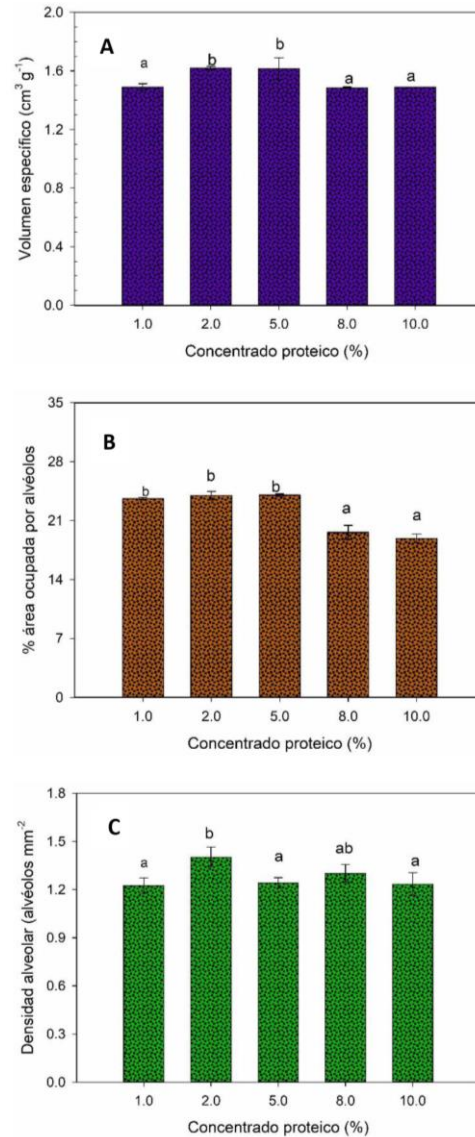 2.0
A
a
b
b
a
a
1.6
1.2
0.8
0.4
0.0
Volumen específico (cm³ g⁻¹)
1.0 2.0 5.0 8.0 10.0
Concentrado proteico (%)
35
B
28
b
b
b
a
a
21
14
7
0
% área ocupada por alvéolos
1.0 2.0 5.0 8.0 10.0
Concentrado proteico (%)
1.8
C
1.5
a
b
a
ab
a
1.2
0.9
0.6
0.3
0.0
Densidad alveolar (alvéolos mm⁻²)
1.0 2.0 5.0 8.0 10.0
Concentrado proteico (%)